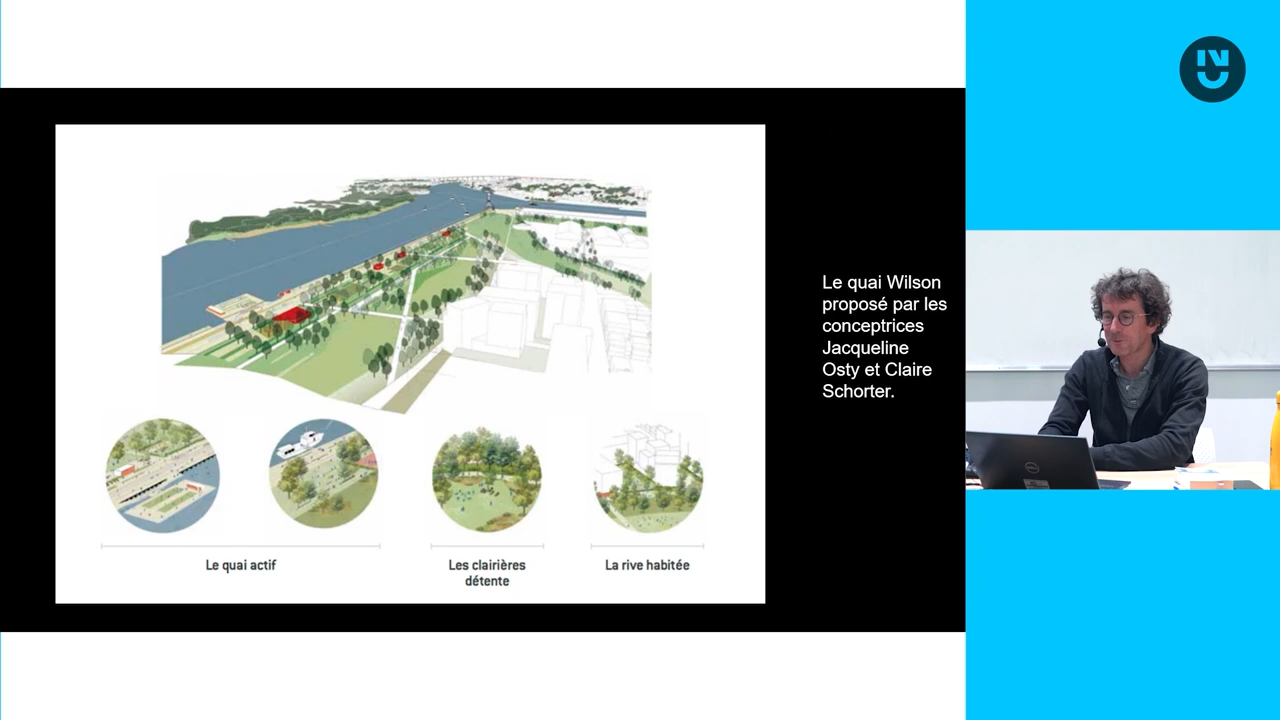 Le quai Wilson
proposé par les
conceptrices
Jacqueline
Osty et Claire
Schorter.
Le quai actif
Les clairières
détente
La rive habitée
DELL